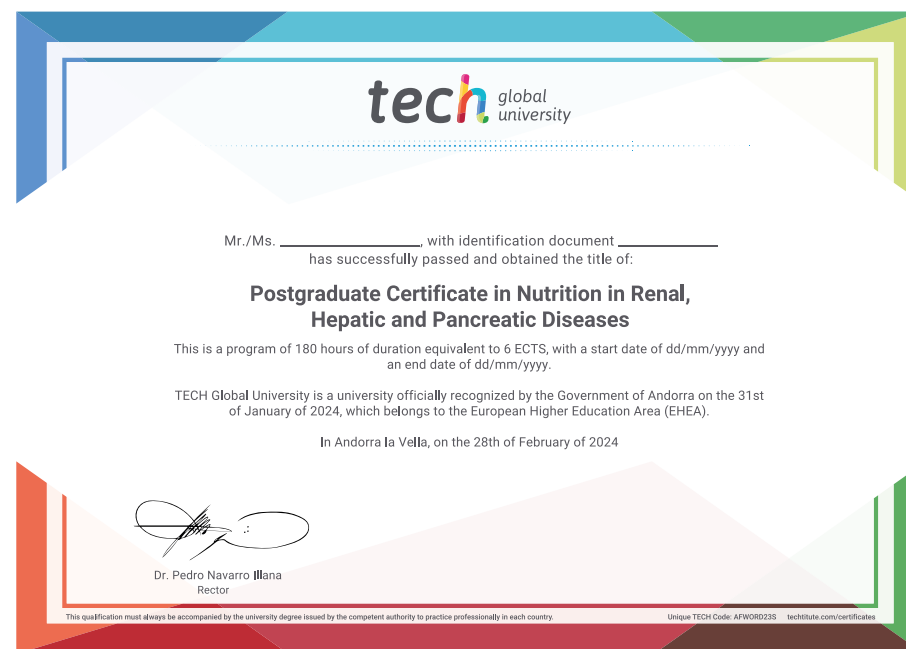 tech global
university
Mr./Ms. ____________, with identification document ____________
has successfully passed and obtained the title of:
Postgraduate Certificate in Nutrition in Renal,
Hepatic and Pancreatic Diseases
This is a program of 180 hours of duration equivalent to 6 ECTS, with a start date of dd/mm/yyyy and
an end date of dd/mm/yyyy.
TECH Global University is a university officially recognized by the Government of Andorra on the 31st
of January of 2024, which belongs to the European Higher Education Area (EHEA).
In Andorra la Vella, on the 28th of February of 2024
Dr. Pedro Navarro Illana
Rector
This qualification must always be accompanied by the university degree issued by the competent authority to practice professionally in each country.
Unique TECH Code: AFWORD23S techtitute.com/certificates